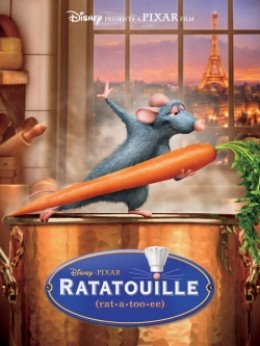 Disney PRESENTS A PIXAR FILM
Disney • PIXAR
RATATOUILLE
(rat•a•too•ee)